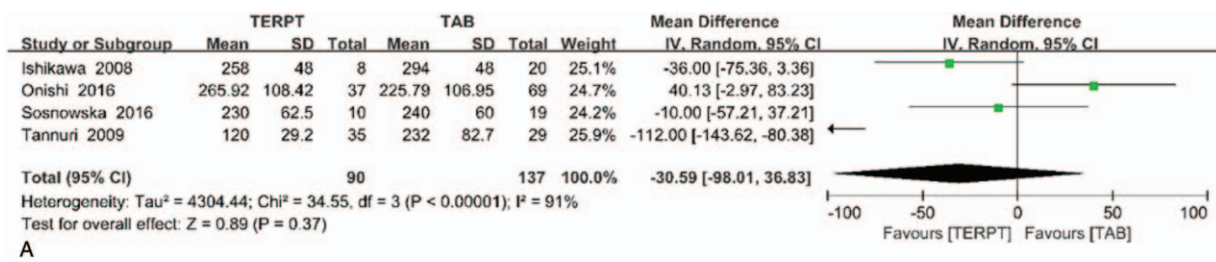 TERPT TAB Mean Difference Mean Difference
Study or Subgroup Mean SD Total Mean SD Total Weight IV, Random, 95% CI IV, Random, 95% CI
Ishikawa 2008 258 48 8 294 48 20 25.1% -36.00 [-75.36, 3.36]
Onishi 2016 265.92 108.42 37 225.79 106.95 69 24.7% 40.13 [-2.97, 83.23]
Sosnowska 2016 230 62.5 10 240 60 19 24.2% -10.00 [-57.21, 37.21]
Tannuri 2009 120 29.2 35 232 82.7 29 25.9% -112.00 [-143.62, -80.38]
Total (95% CI) 90 137 100.0% -30.59 [-98.01, 36.83]
Heterogeneity: Tau² = 4304.44; Chi² = 34.55, df = 3 (P < 0.00001); I² = 91%
Test for overall effect: Z = 0.89 (P = 0.37)
-100 -50 0 50 100
Favours [TERPT] Favours [TAB]
A